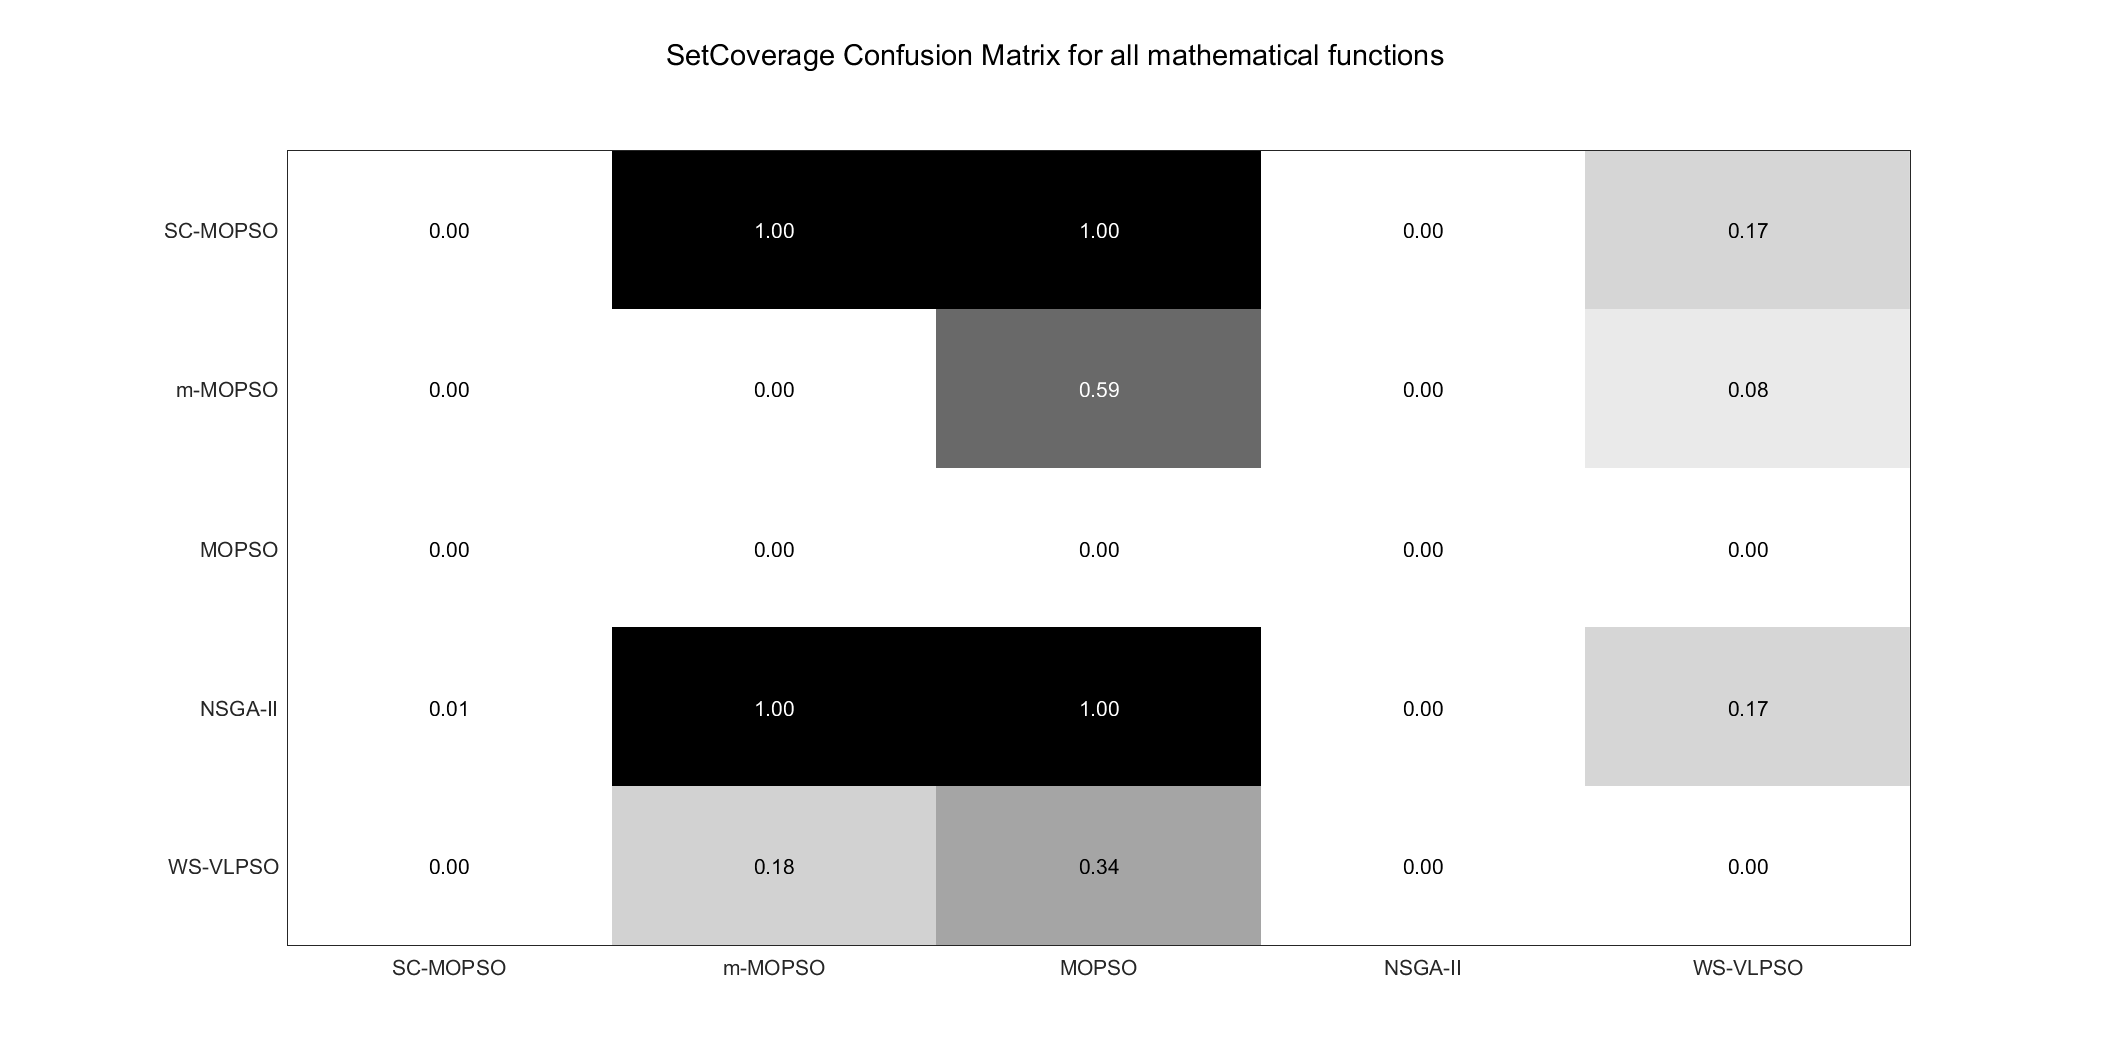 SetCoverage Confusion Matrix for all mathematical functions
SC-MOPSO 0.00 1.00 1.00 0.00 0.17
m-MOPSO 0.00 0.00 0.59 0.00 0.08
MOPSO 0.00 0.00 0.00 0.00 0.00
NSGA-II 0.01 1.00 1.00 0.00 0.17
WS-VLPSO 0.00 0.18 0.34 0.00 0.00
SC-MOPSO m-MOPSO MOPSO NSGA-II WS-VLPSO